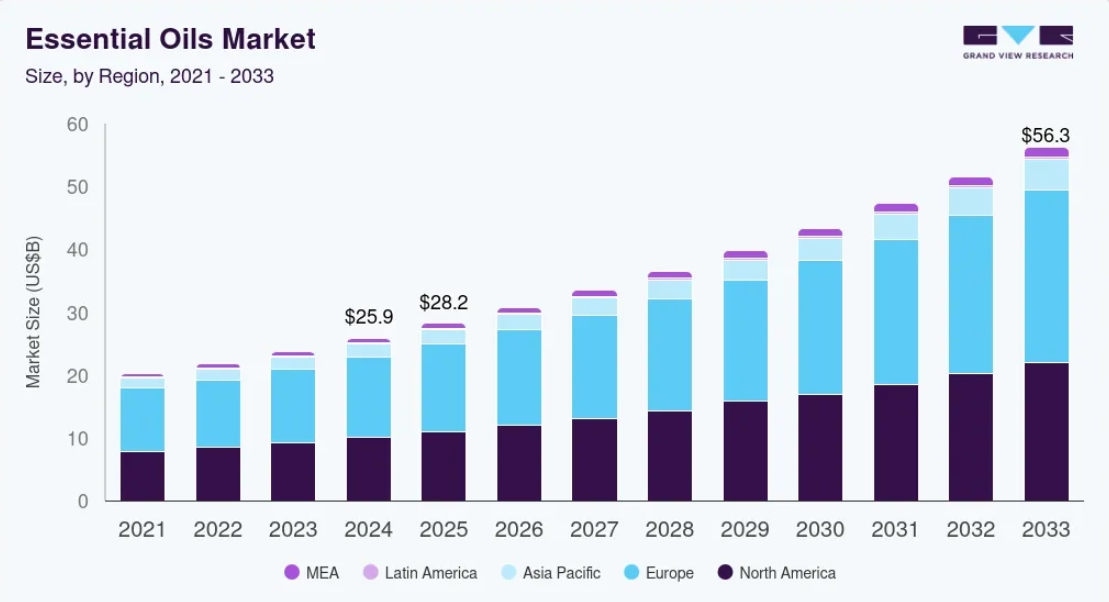 Essential Oils Market
Size, by Region, 2021 - 2033
GRAND VIEW RESEARCH
Market Size (US$B)
60
50
40
30
20
10
0
$25.9
$28.2
$56.3
2021 2022 2023 2024 2025 2026 2027 2028 2029 2030 2031 2032 2033
MEA Latin America Asia Pacific Europe North America